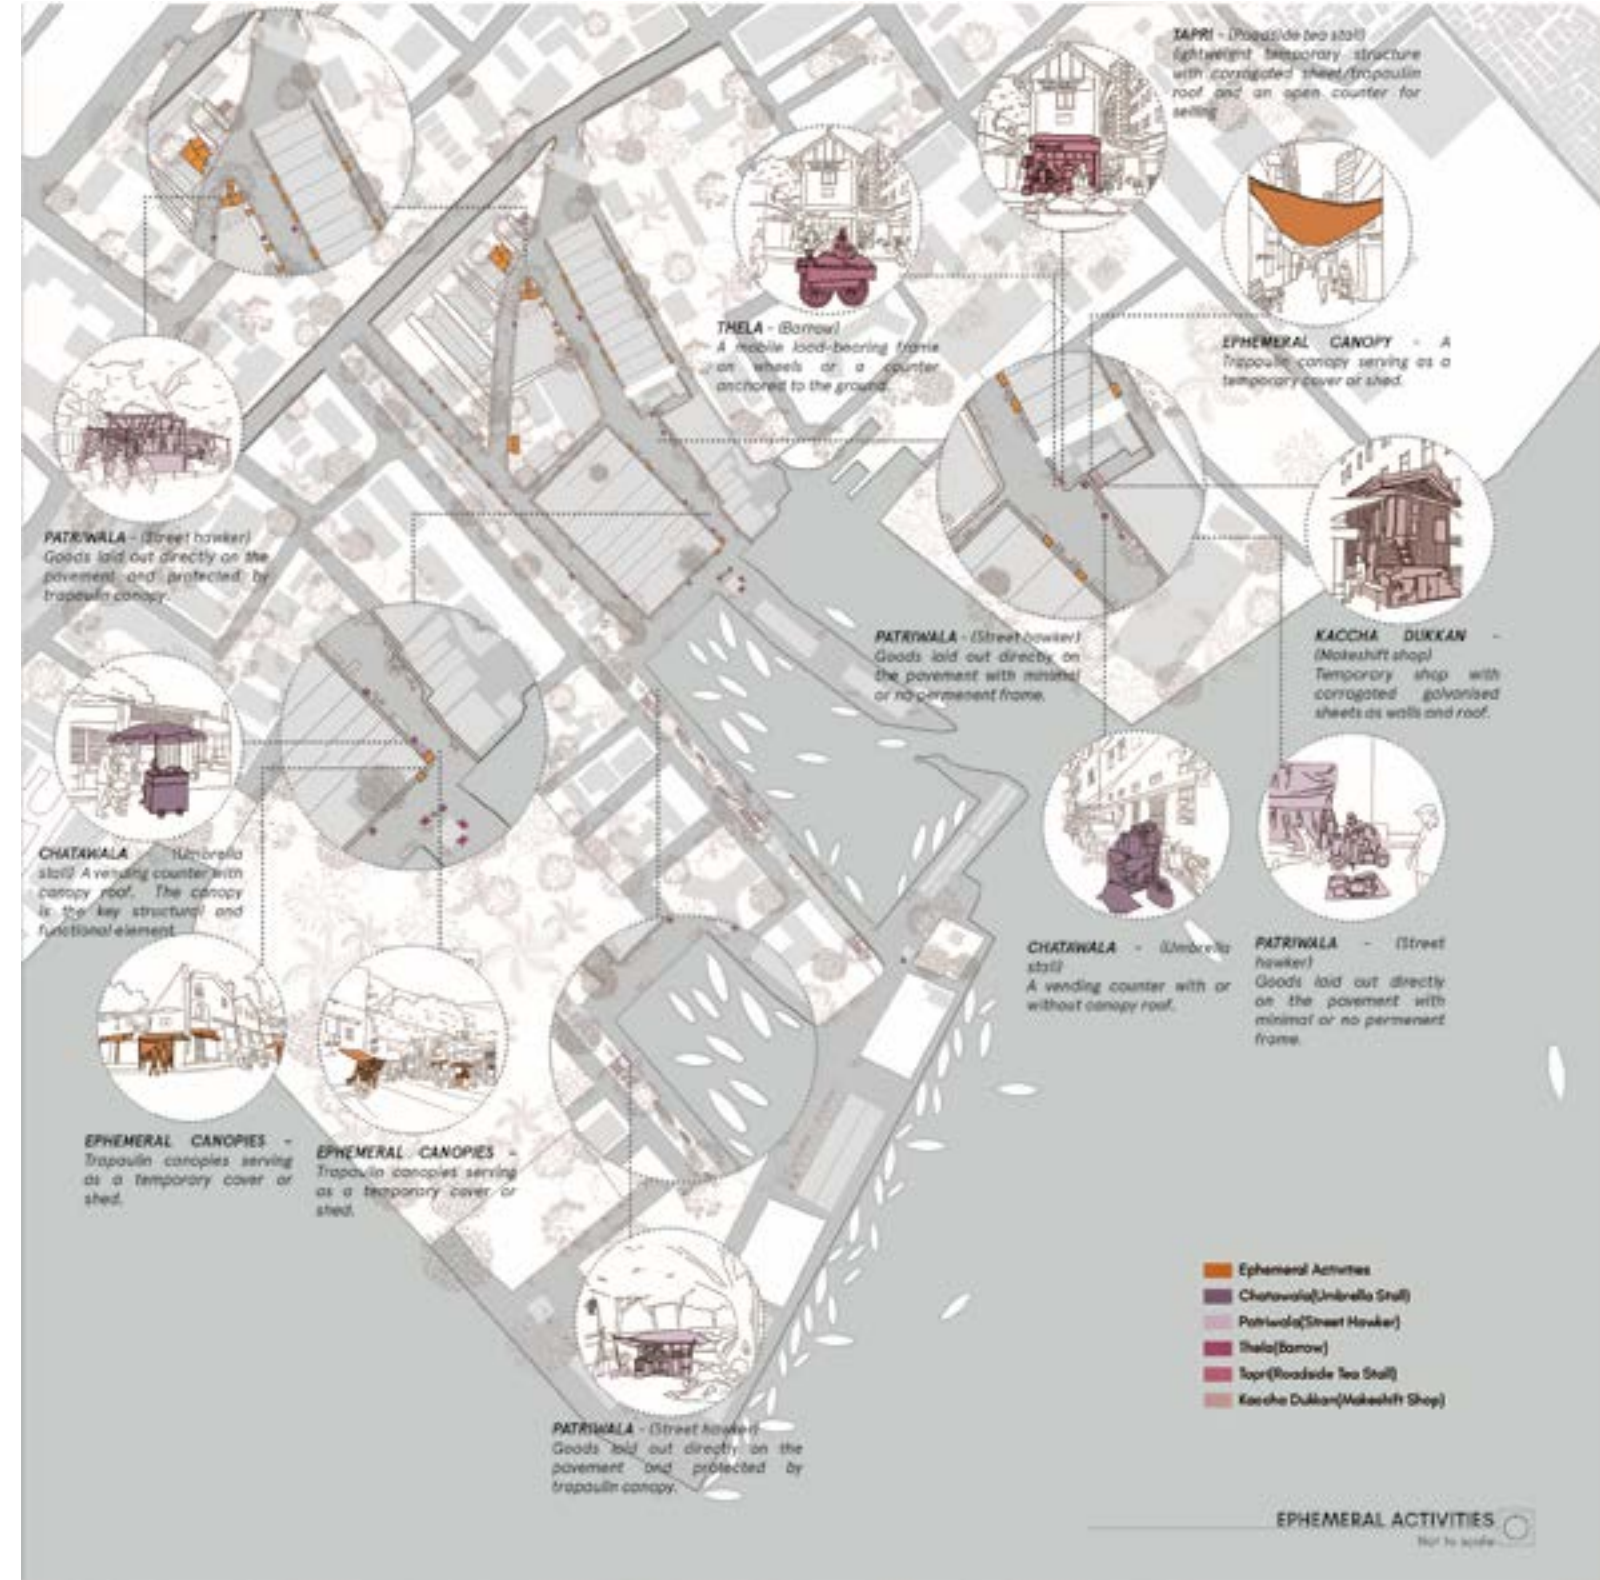 TAPRI - (Roadside tea stall)
lightweight temporary structure
with corrogated sheet/trapaulin
roof and an open counter for
selling
THELA - (Barrow)
A mobile load-bearing frame
on wheels or a counter
anchored to the ground.
EPHEMERAL CANOPY - A
Trapaulin canopy serving as a
temporary cover or shed.
PATRIWALA - (Street hawker)
Goods laid out directly on the
pavement and protected by
trapaulin canopy.
PATRIWALA - (Street hawker)
Goods laid out directly on
the pavement with minimal
or no permenent frame.
KACCHA DUKKAN -
(Makeshift shop)
Temporary shop with
corrogated galvanised
sheets as walls and roof.
CHATAWALA - (Umbrella
stall) A vending counter with
canopy roof. The canopy
is the key structural and
functional element.
CHATAWALA - (Umbrella
stall)
A vending counter with or
without canopy roof.
PATRIWALA - (Street
hawker)
Goods laid out directly
on the pavement with
minimal or no permenent
frame.
EPHEMERAL CANOPIES -
Trapaulin canopies serving
as a temporary cover or
shed.
EPHEMERAL CANOPIES -
Trapaulin canopies serving
as a temporary cover or
shed.
PATRIWALA - (Street hawker)
Goods laid out directly on the
pavement and protected by
trapaulin canopy.
Ephemeral Activities
Chatawala(Umbrella Stall)
Patriwala(Street Hawker)
Thela(Barrow)
Tapri(Roadside Tea Stall)
Kaccha Dukkan(Makeshift Shop)
EPHEMERAL ACTIVITIES
Not to scale